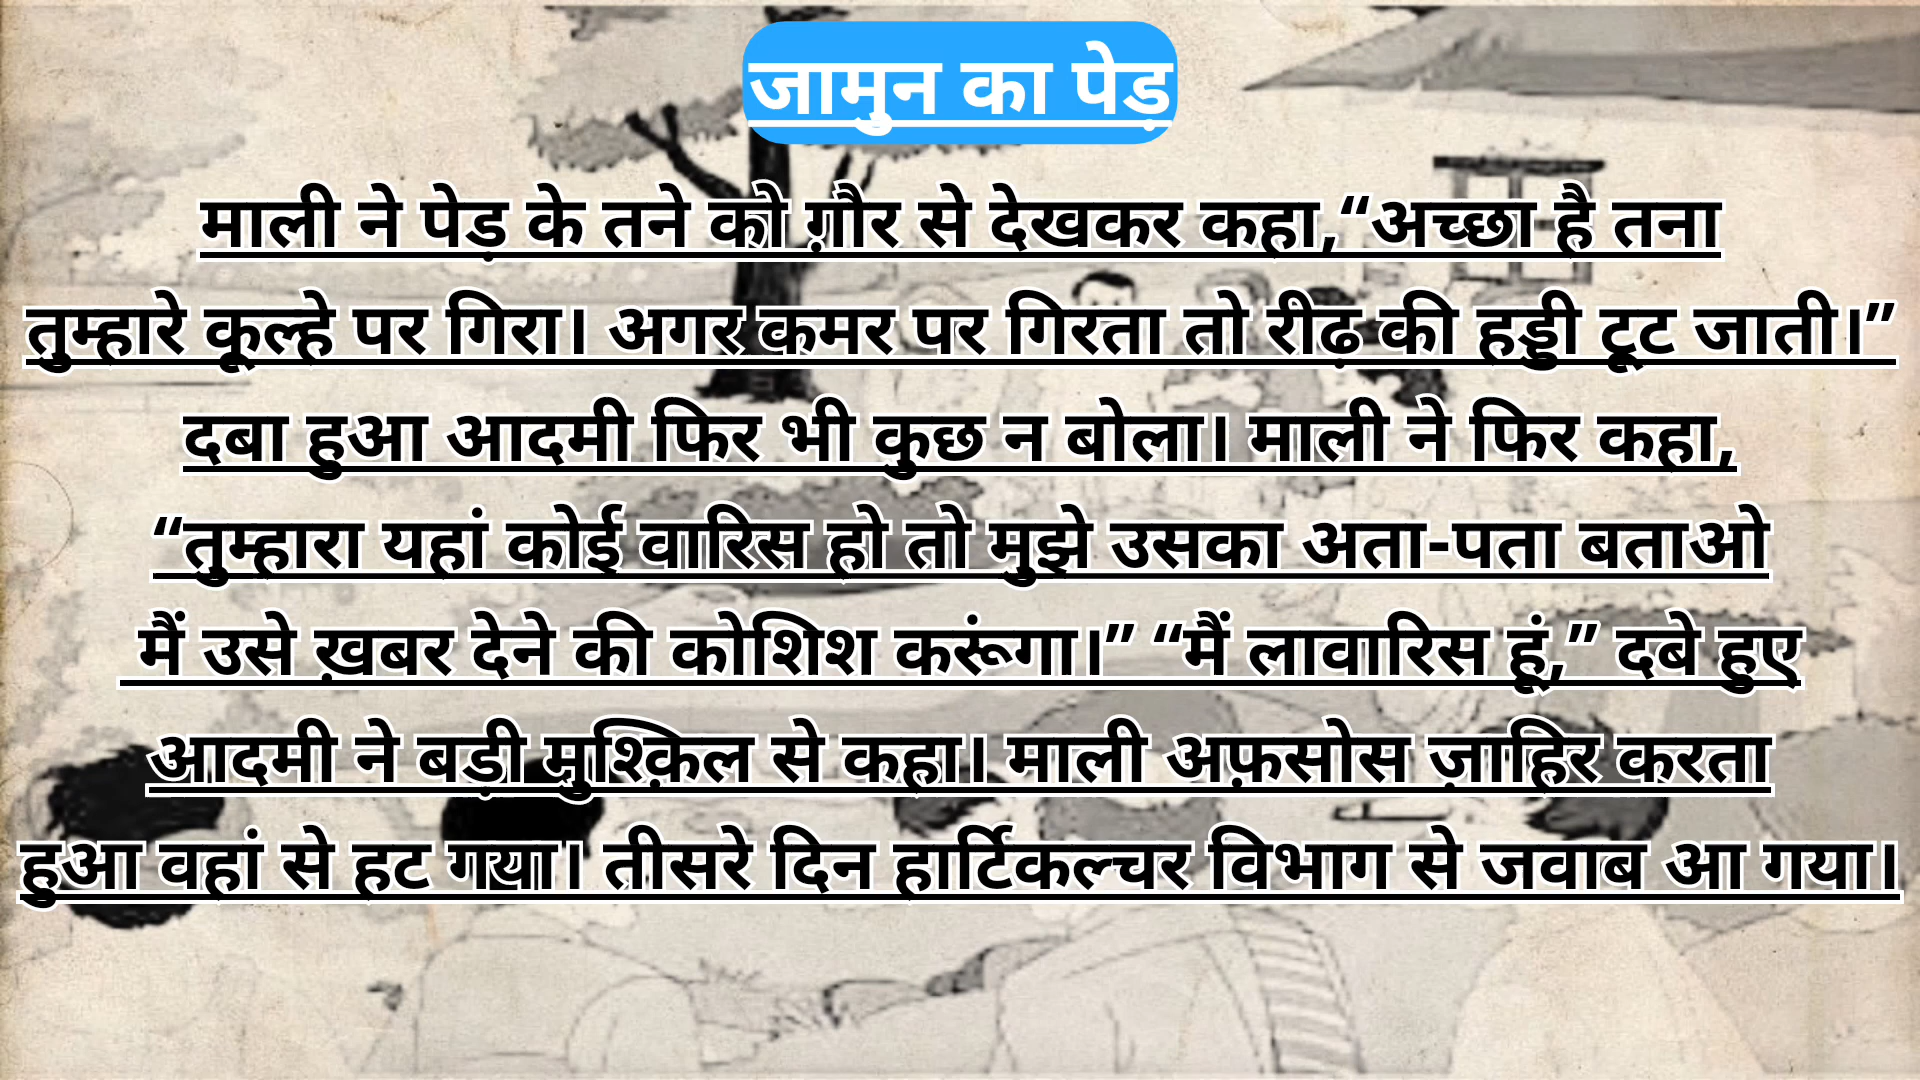 जामुन का पेड़
माली ने पेड़ के तने को ग़ौर से देखकर कहा,“अच्छा है तना
तुम्हारे कूल्हे पर गिरा। अगर कमर पर गिरता तो रीढ़ की हड्डी टूट जाती।”
दबा हुआ आदमी फिर भी कुछ न बोला। माली ने फिर कहा,
“तुम्हारा यहां कोई वारिस हो तो मुझे उसका अता-पता बताओ
मैं उसे ख़बर देने की कोशिश करूंगा।” “मैं लावारिस हूं,” दबे हुए
आदमी ने बड़ी मुश्क़िल से कहा। माली अफ़सोस ज़ाहिर करता
हुआ वहां से हट गया। तीसरे दिन हार्टिकल्चर विभाग से जवाब आ गया।